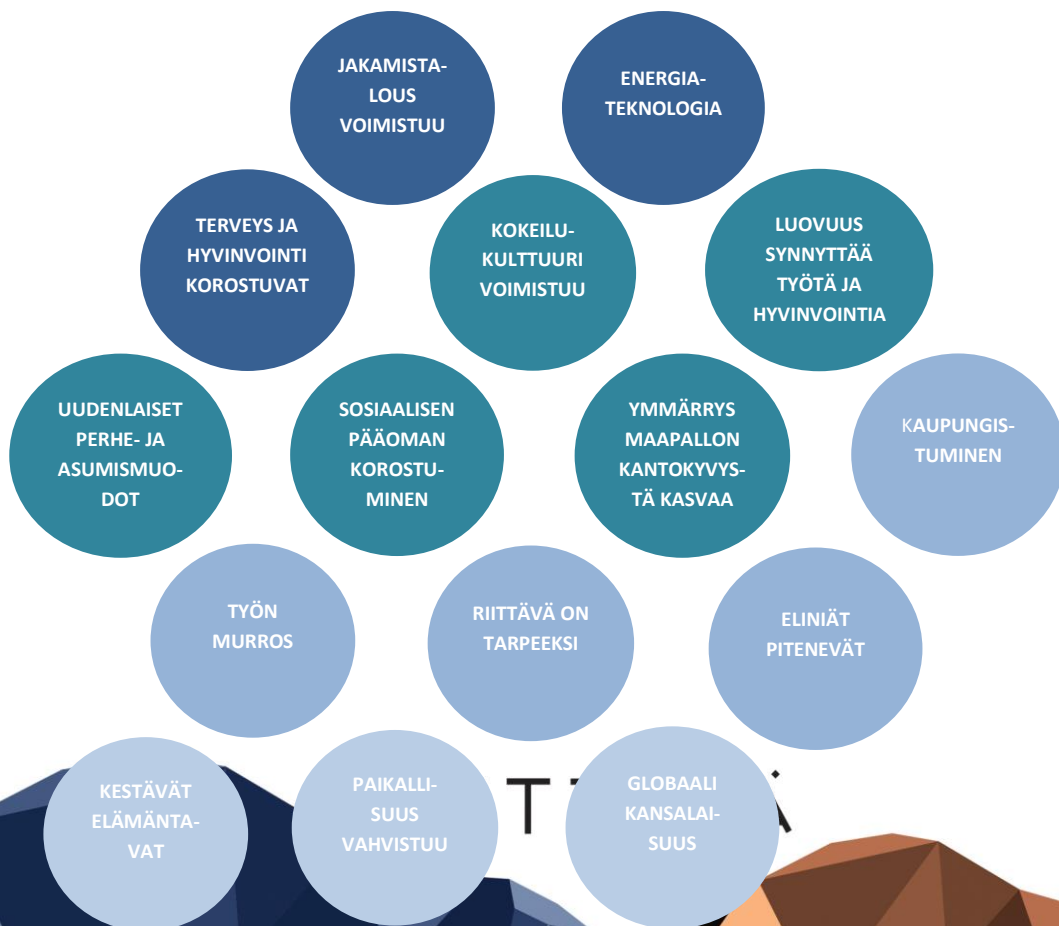 JAKAMISTA-
LOUS
VOIMISTUU
ENERGIA-
TEKNOLOGIA
TERVEYS JA
HYVINVOINTI
KOROSTUVAT
KOKEILU-
KULTTUURI
VOIMISTUU
LUOVUUS
SYNNYTTÄÄ
TYÖTÄ JA
HYVINVOINTIA
UUDENLAISET
PERHE- JA
ASUMISMUO-
DOT
SOSIAALISEN
PÄÄOMAN
KOROSTU-
MINEN
YMMÄRRYS
MAAPALLON
KANTOKYVYS-
TÄ KASVAA
KAUPUNGIS-
TUMINEN
TYÖN
MURROS
RIITTÄVÄ ON
TARPEEKSI
ELINIÄT
PITENEVÄT
KESTÄVÄT
ELÄMÄNTA-
VAT
PAIKALLI-
SUUS
VAHVISTUU
GLOBAALI
KANSALAI-
SUUS